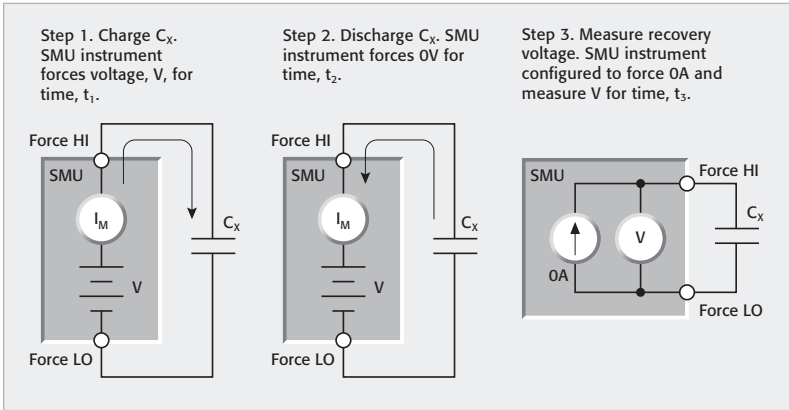 Step 1. Charge Cₓ.
SMU instrument
forces voltage, V, for
time, t₁.
Step 2. Discharge Cₓ. SMU
instrument forces 0V for
time, t₂.
Step 3. Measure recovery
voltage. SMU instrument
configured to force 0A and
measure V for time, t₃.
Force HI
SMU
I_M
Cₓ
V
Force LO
Force HI
SMU
I_M
Cₓ
V
Force LO
SMU
Force HI
Cₓ
V
0A
Force LO